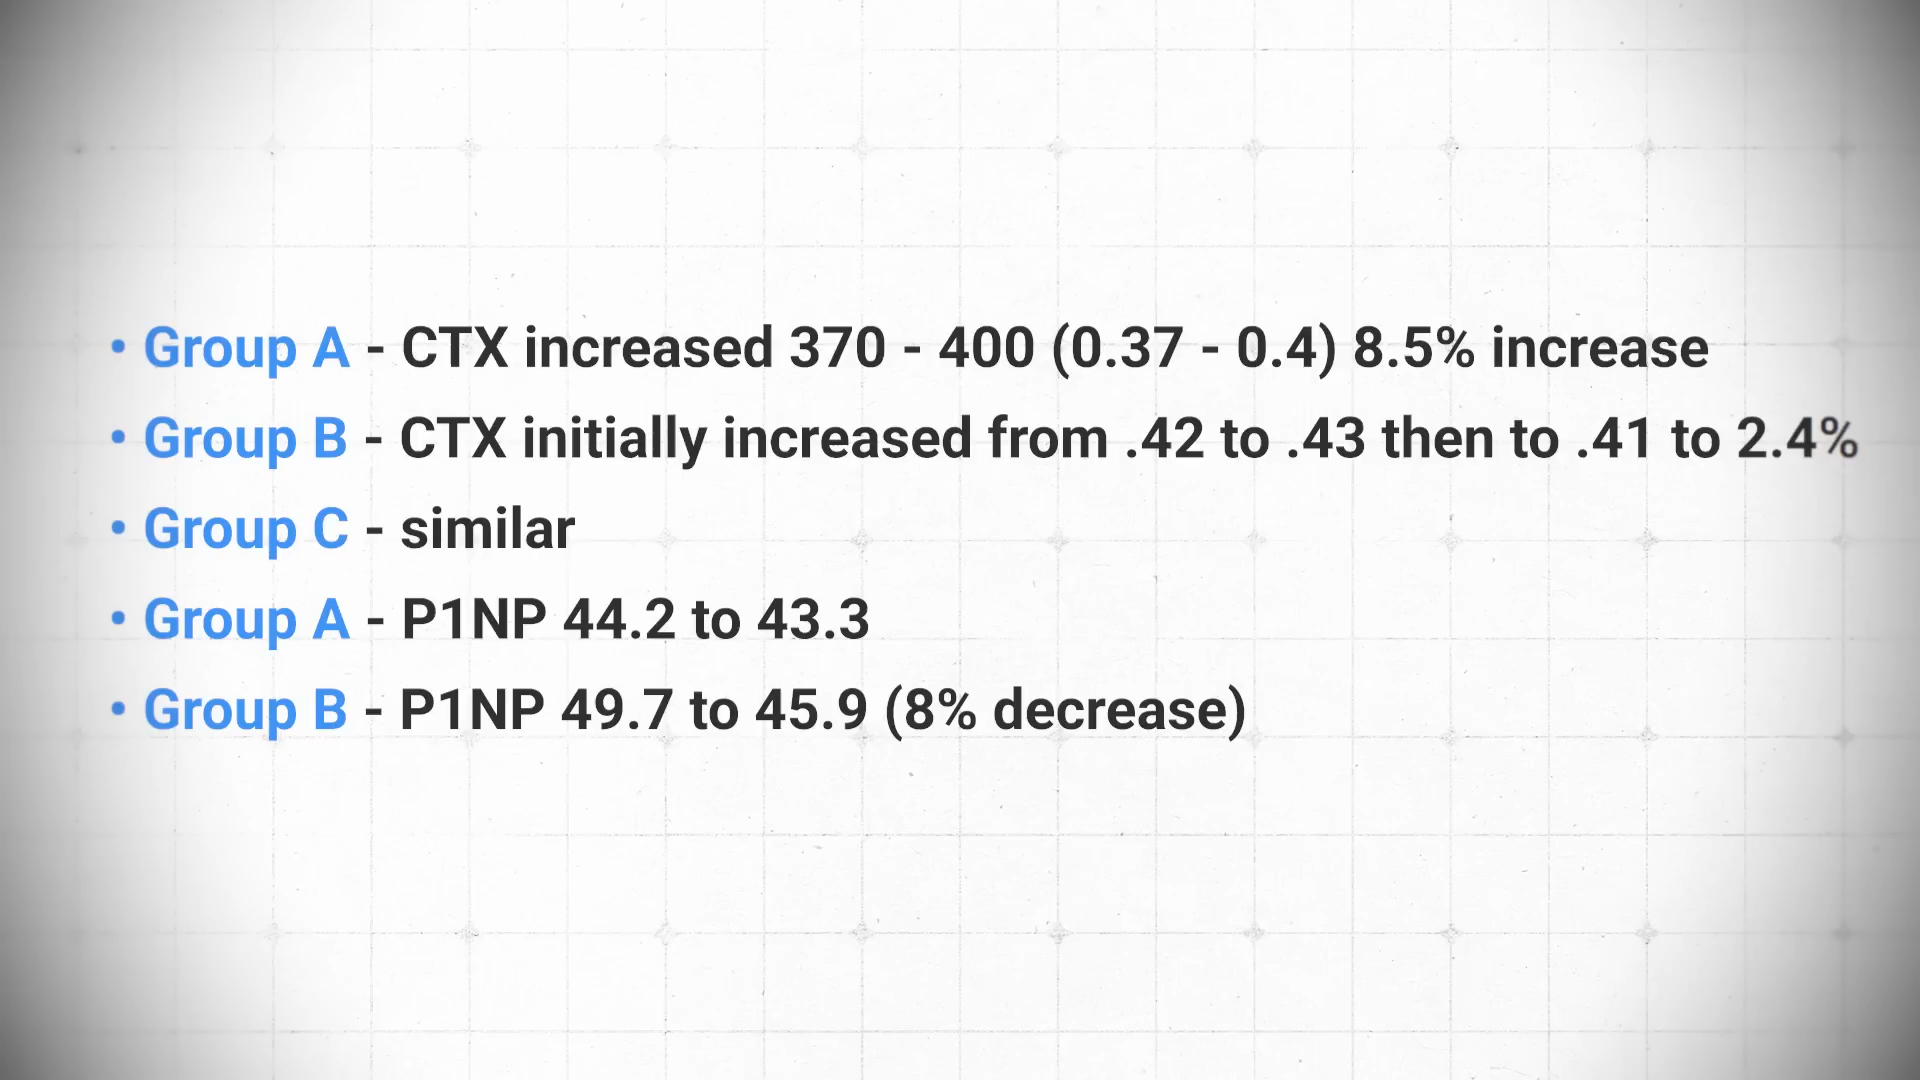 • Group A - CTX increased 370 - 400 (0.37 - 0.4) 8.5% increase
• Group B - CTX initially increased from .42 to .43 then to .41 to 2.4%
• Group C - similar
• Group A - P1NP 44.2 to 43.3
• Group B - P1NP 49.7 to 45.9 (8% decrease)